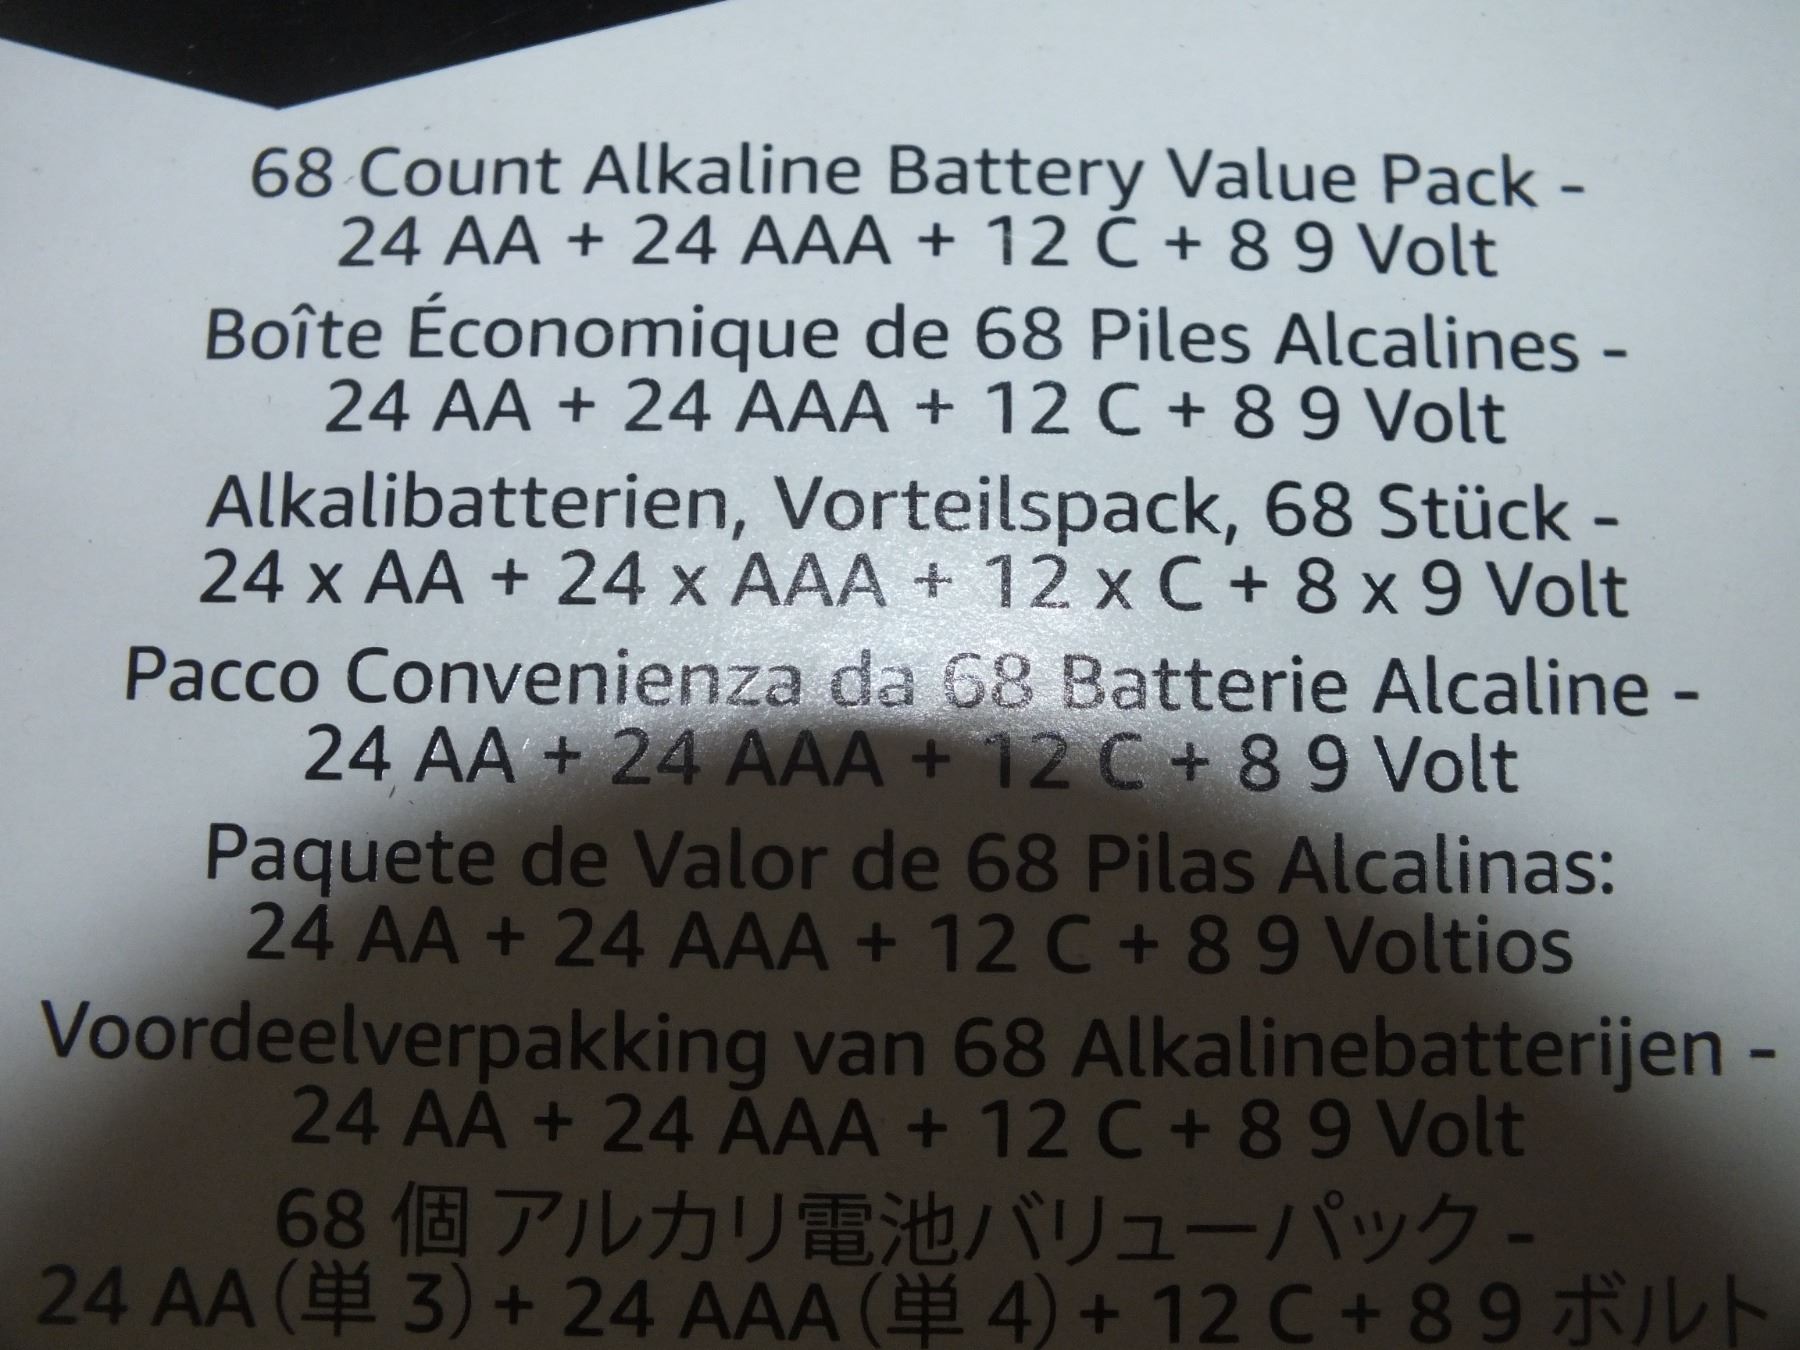 68 Count Alkaline Battery Value Pack -
24 AA + 24 AAA + 12 C + 8 9 Volt
Boîte Économique de 68 Piles Alcalines -
24 AA + 24 AAA + 12 C + 8 9 Volt
Alkalibatterien, Vorteilspack, 68 Stück -
24 x AA + 24 x AAA + 12 x C + 8 x 9 Volt
Pacco Convenienza da 68 Batterie Alcaline -
24 AA + 24 AAA + 12 C + 8 9 Volt
Paquete de Valor de 68 Pilas Alcalinas:
24 AA + 24 AAA + 12 C + 8 9 Voltios
Voordeelverpakking van 68 Alkalinebatterijen -
24 AA + 24 AAA + 12 C + 8 9 Volt
68 個 アルカリ電池バリューパック -
24 AA（単 3）+ 24 AAA（単 4）+ 12 C + 8 9 ボルト